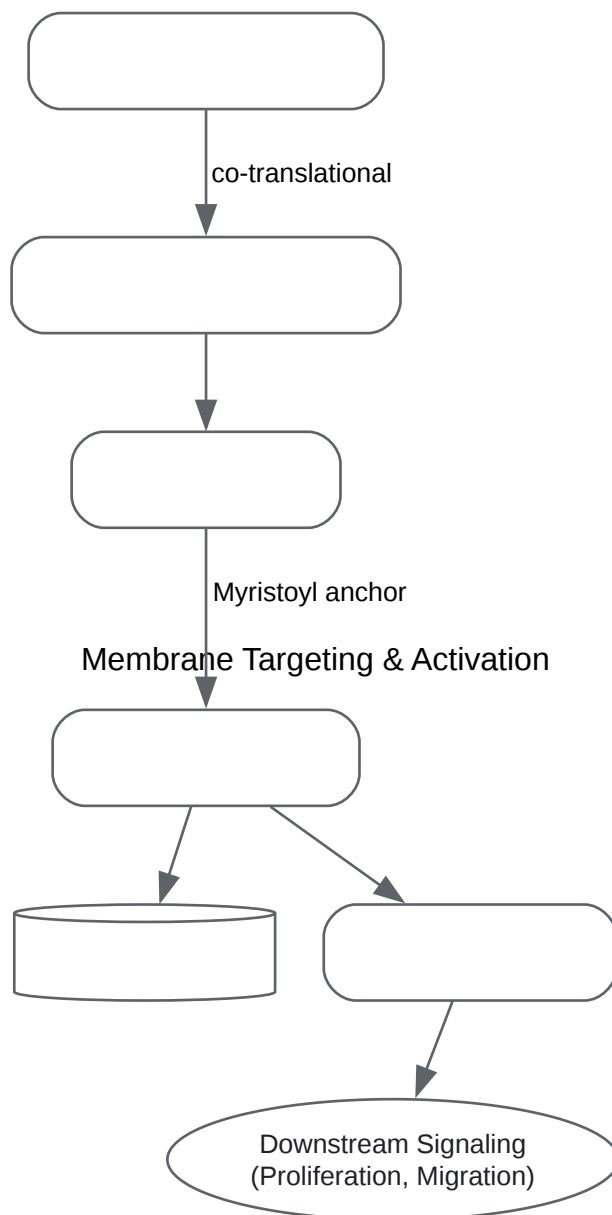 co-translational
Myristoyl anchor
Membrane Targeting & Activation
Downstream Signaling
(Proliferation, Migration)